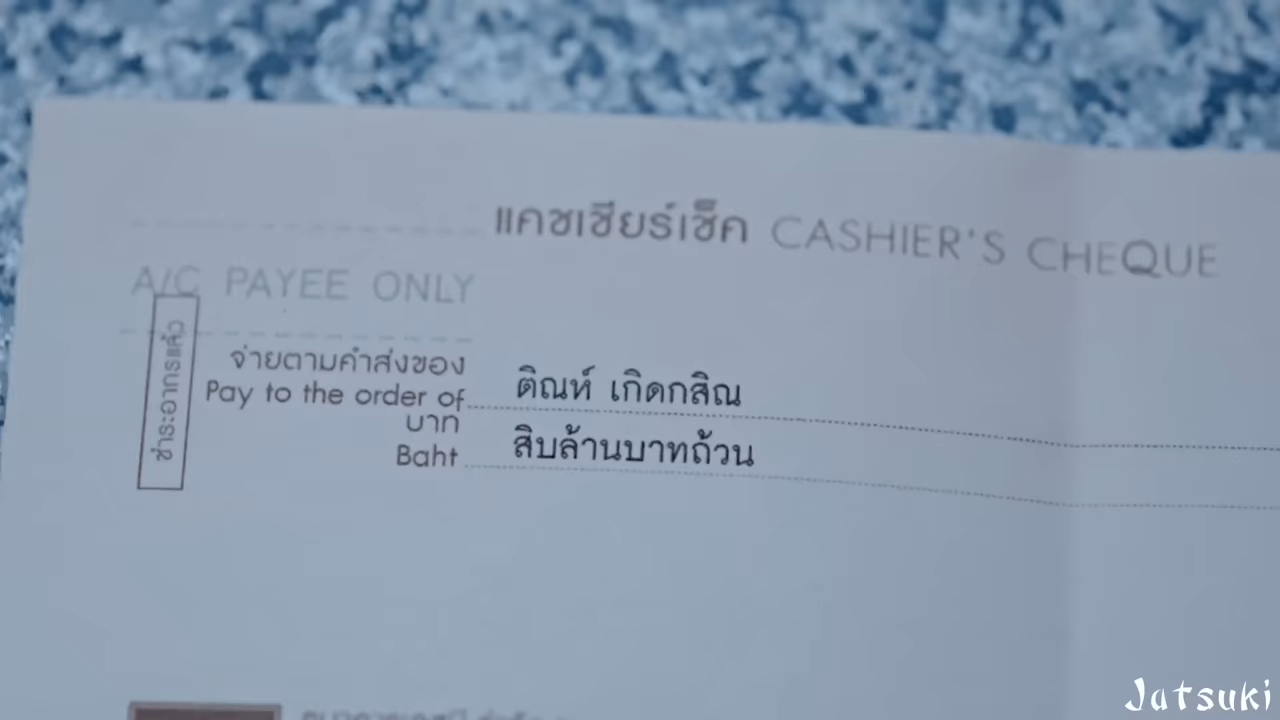 แคชเชียร์เช็ค CASHIER'S CHEQUE
A/C PAYEE ONLY
ชำระอากรแล้ว
จ่ายตามคำสั่งของ
Pay to the order of
ติณห์ เกิดกสิณ
บาท
Baht
สิบล้านบาทถ้วน
Jatsuki